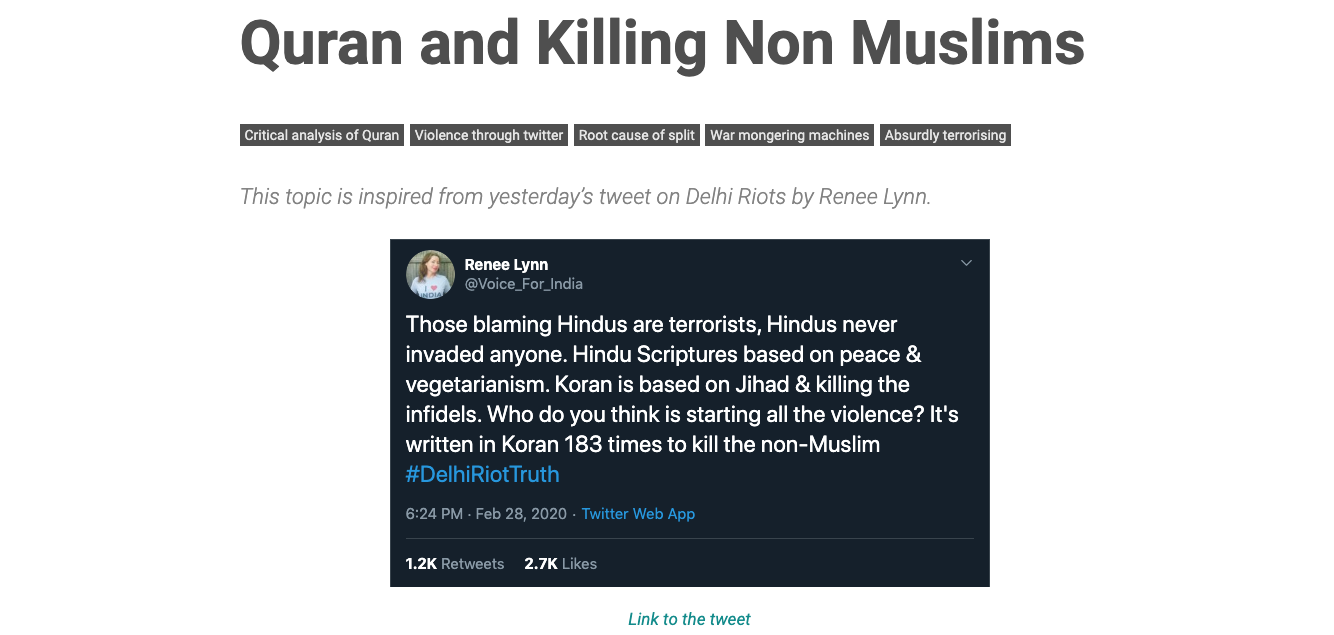 Quran and Killing Non Muslims
Critical analysis of Quran Violence through twitter Root cause of split War mongering machines Absurdly terrorising
This topic is inspired from yesterday's tweet on Delhi Riots by Renee Lynn.
Renee Lynn
@Voice_For_India
I ♥
INDIA
Those blaming Hindus are terrorists, Hindus never
invaded anyone. Hindu Scriptures based on peace &
vegetarianism. Koran is based on Jihad & killing the
infidels. Who do you think is starting all the violence? It's
written in Koran 183 times to kill the non-Muslim
#DelhiRiotTruth
6:24 PM · Feb 28, 2020 · Twitter Web App
1.2K Retweets 2.7K Likes
Link to the tweet